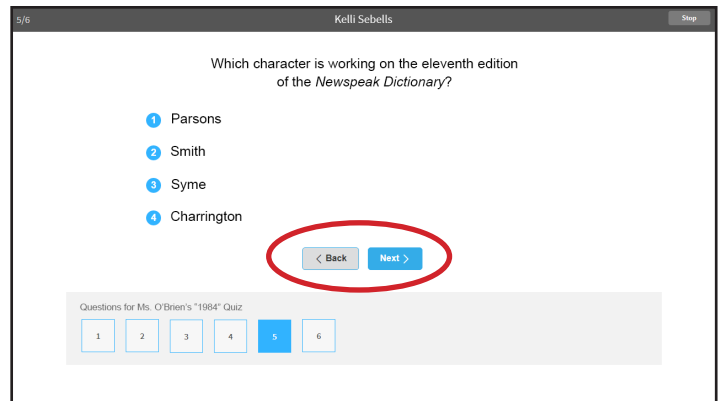 5/6 Kelli Sebells Stop
Which character is working on the eleventh edition
of the Newspeak Dictionary?
1 Parsons
2 Smith
3 Syme
4 Charrington
< Back Next >
Questions for Ms. O'Brien's "1984" Quiz
1 2 3 4 5 6